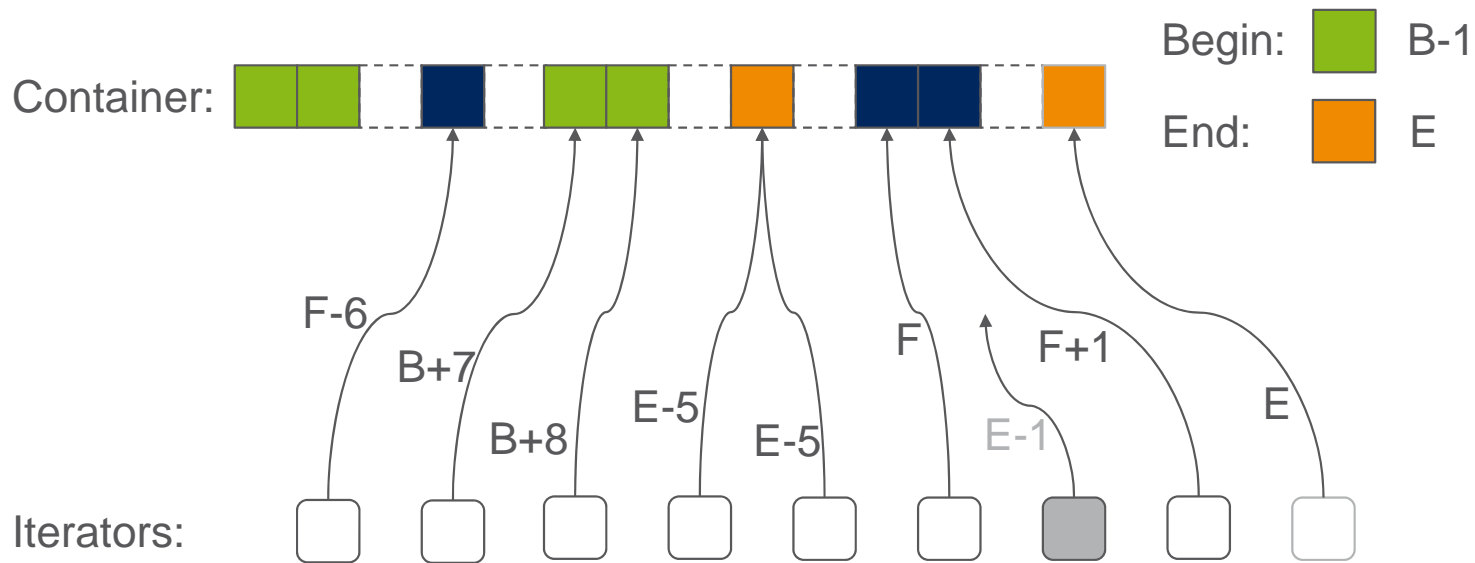 Begin: B-1
Container:
End: E
F-6
F
F+1
B+7
E-5
E
B+8
E-5
E-1
Iterators: